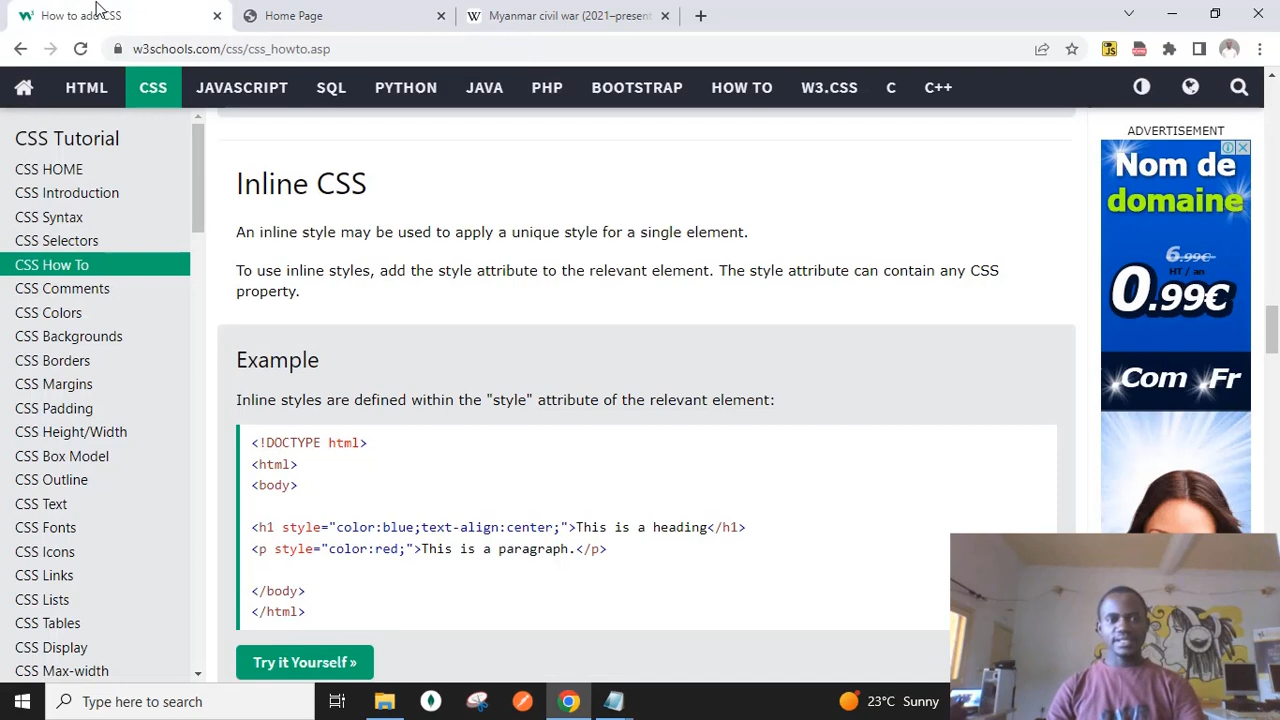 How to add CSS
Home Page
Myanmar civil war (2021–present
w3schools.com/css/css_howto.asp
HTML CSS JAVASCRIPT SQL PYTHON JAVA PHP BOOTSTRAP HOW TO W3.CSS C C++
CSS Tutorial
CSS HOME
CSS Introduction
CSS Syntax
CSS Selectors
CSS How To
CSS Comments
CSS Colors
CSS Backgrounds
CSS Borders
CSS Margins
CSS Padding
CSS Height/Width
CSS Box Model
CSS Outline
CSS Text
CSS Fonts
CSS Icons
CSS Links
CSS Lists
CSS Tables
CSS Display
CSS Max-width
Inline CSS
An inline style may be used to apply a unique style for a single element.
To use inline styles, add the style attribute to the relevant element. The style attribute can contain any CSS
property.
Example
Inline styles are defined within the "style" attribute of the relevant element:
<!DOCTYPE html>
<html>
<body>
<h1 style="color:blue;text-align:center;">This is a heading</h1>
<p style="color:red;">This is a paragraph.</p>
</body>
</html>
Try it Yourself »
ADVERTISEMENT
Nom de
domaine
6.99€
HT / an
0.99€
Com Fr
Type here to search
23°C Sunny